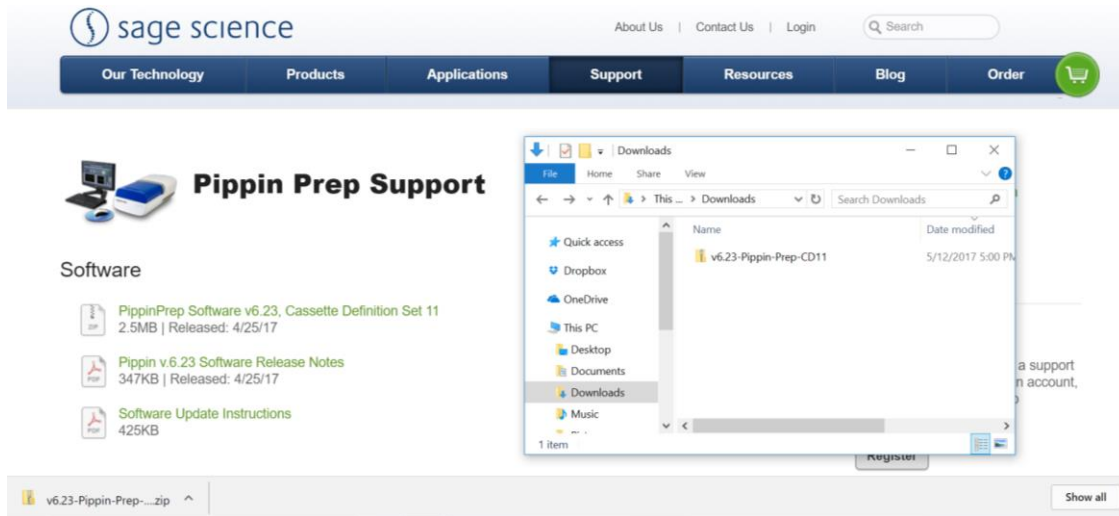 sage science
About Us | Contact Us | Login
Search
Our Technology Products Applications Support Resources Blog Order
Pippin Prep Support
Software
ZIP
PippinPrep Software v6.23, Cassette Definition Set 11
2.5MB | Released: 4/25/17
PDF
Pippin v.6.23 Software Release Notes
347KB | Released: 4/25/17
PDF
Software Update Instructions
425KB
Downloads
File Home Share View
This ... > Downloads
Search Downloads
Name Date modified
v6.23-Pippin-Prep-CD11 5/12/2017 5:00 PM
Quick access
Dropbox
OneDrive
This PC
Desktop
Documents
Downloads
Music
1 item
a support
n account,
Register
v6.23-Pippin-Prep-....zip
Show all